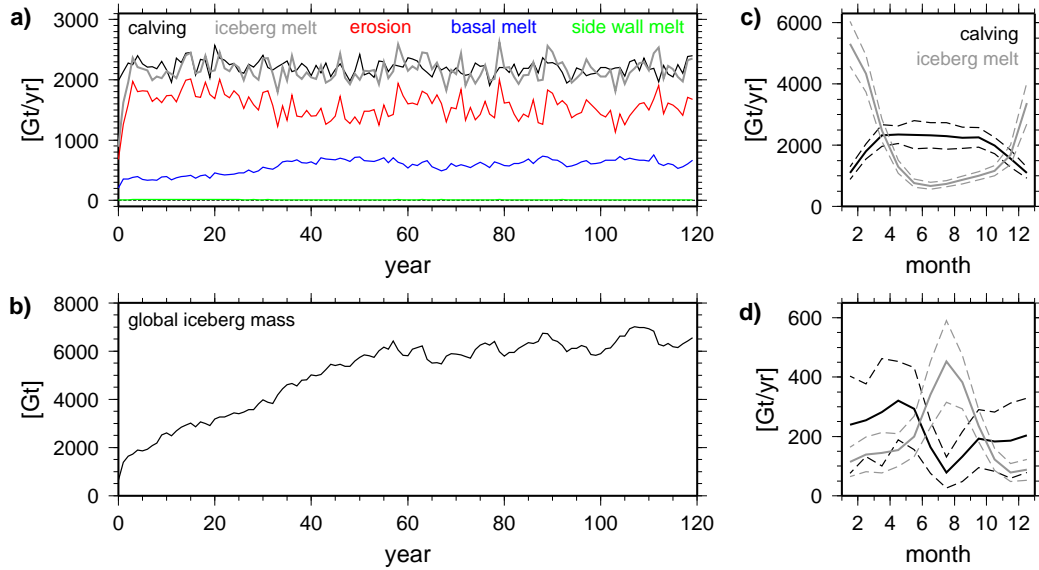 a)
calving iceberg melt erosion basal melt side wall melt
[Gt/yr]
3000
2000
1000
0
0 20 40 60 80 100 120
year
b)
global iceberg mass
[Gt]
8000
6000
4000
2000
0
0 20 40 60 80 100 120
year
c)
calving
iceberg melt
[Gt/yr]
6000
4000
2000
0
2 4 6 8 10 12
month
d)
[Gt/yr]
600
400
200
0
2 4 6 8 10 12
month